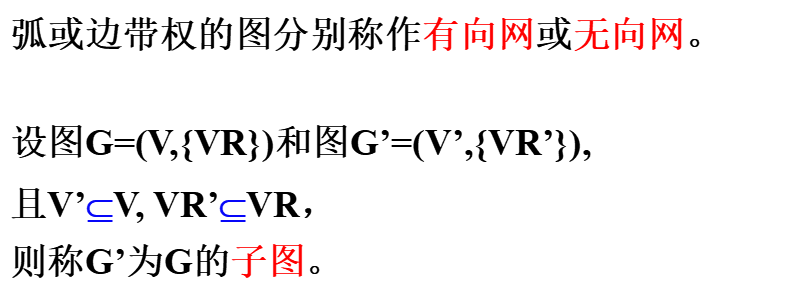 弧或边带权的图分别称作有向网或无向网。
设图G=(V,{VR})和图G’=(V’,{VR’}),
且V’⊆V, VR’⊆VR，
则称G’为G的子图。